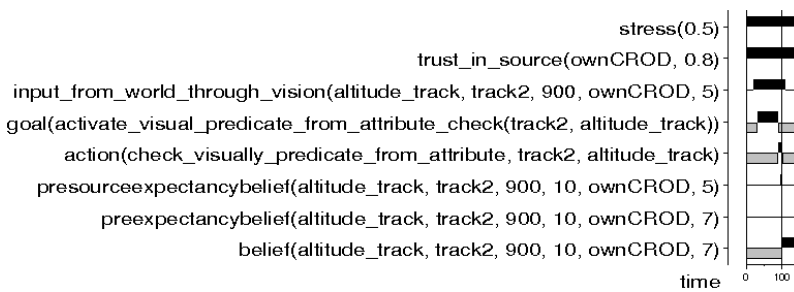 stress(0.5)
trust_in_source(ownCROD, 0.8)
input_from_world_through_vision(altitude_track, track2, 900, ownCROD, 5)
goal(activate_visual_predicate_from_attribute_check(track2, altitude_track))
action(check_visually_predicate_from_attribute, track2, altitude_track)
presourceexpectancybelief(altitude_track, track2, 900, 10, ownCROD, 5)
preexpectancybelief(altitude_track, track2, 900, 10, ownCROD, 7)
belief(altitude_track, track2, 900, 10, ownCROD, 7)
time 0 100